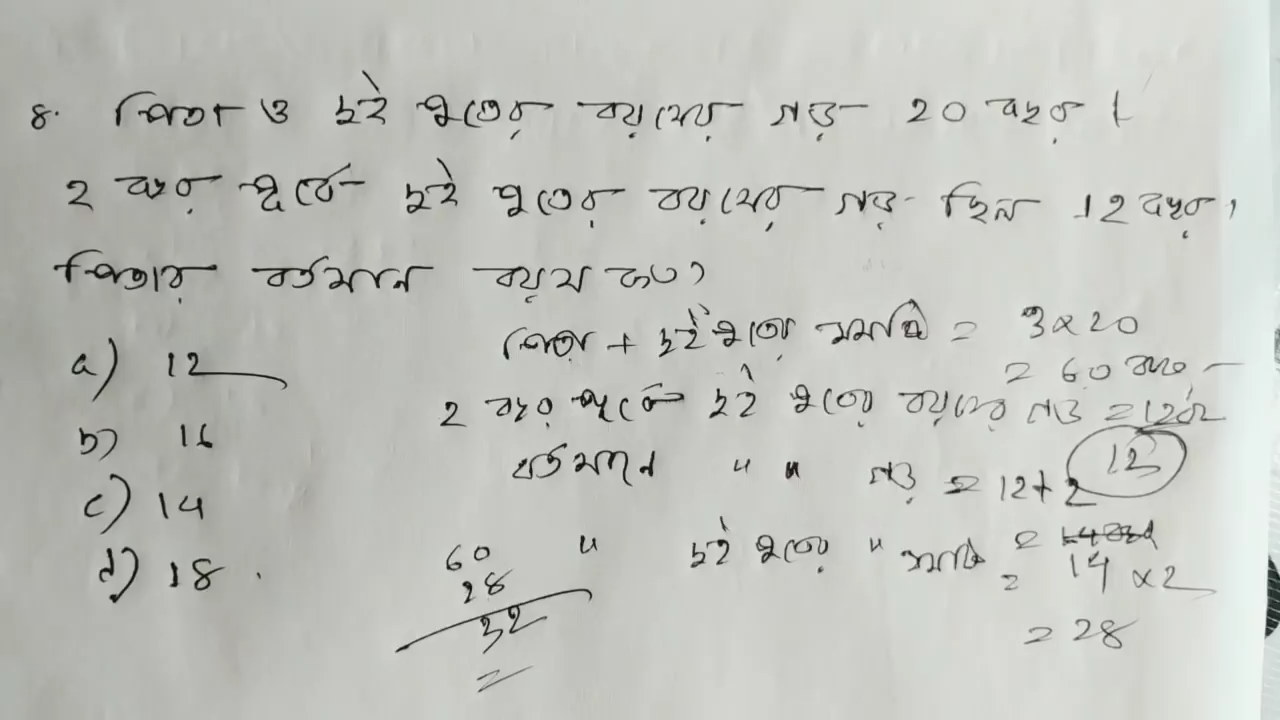 8. পিতা ও দুই পুত্রের বয়সের গড় 20 বছর।
2 বছর পূর্বে দুই পুত্রের বয়সের গড় ছিল 12 বছর,
পিতার বর্তমান বয়স কত?
পিতা + দুই পুত্রের সমষ্টি = 3 x 20
= 60 বছর
a) 12
2 বছর পূর্বে দুই পুত্রের বয়সের গড় = 12
12
b) 16
বর্তমানে " " গড় = 12 + 2
c) 14
" দুই পুত্রের " সমষ্টি =
= 14 x 2
d) 18.
60
28
32
= 28